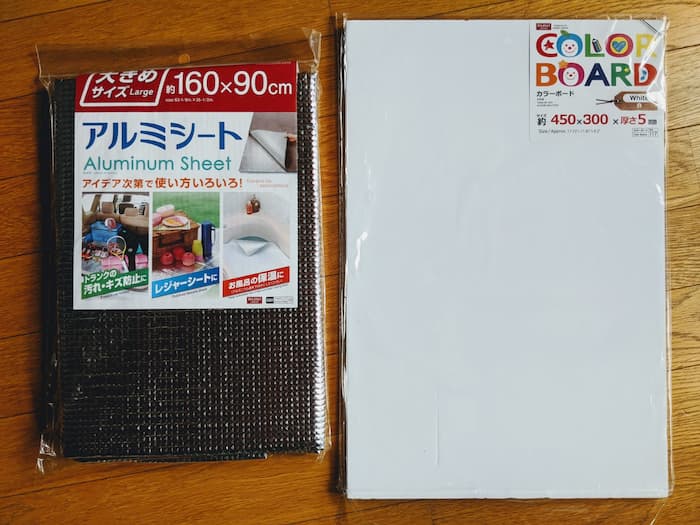 大きめ
サイズ Large
約160×90cm
アルミシート
Aluminum Sheet
アイデア次第で使い方いろいろ!
トランクの
汚れ・キズ防止に
レジャーシートに
お風呂の保温に
COLOR
BOARD
カラーボード
White
白
サイズ
約 450×300×厚さ5